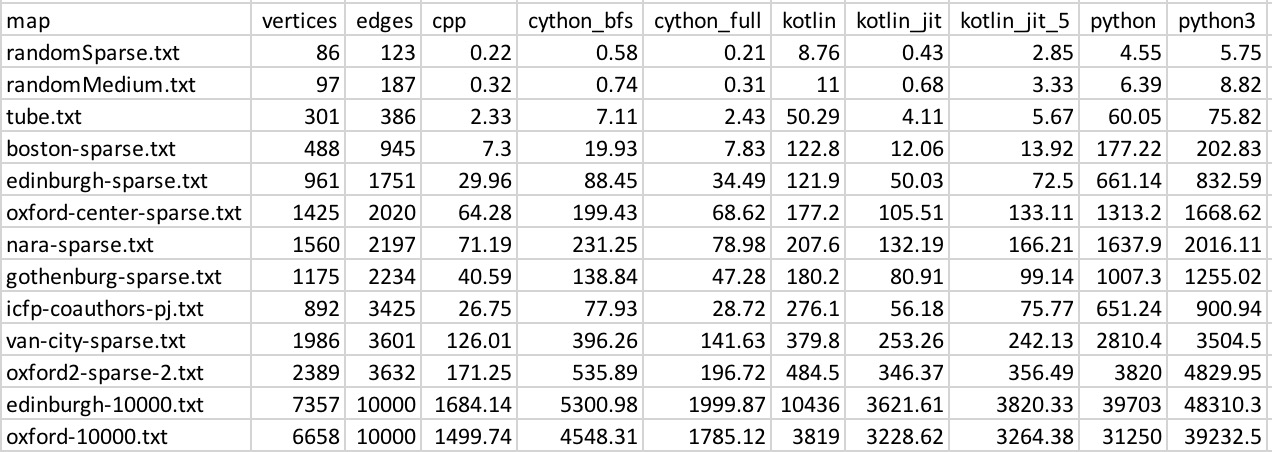 map vertices edges cpp cython_bfs cython_full kotlin kotlin_jit kotlin_jit_5 python python3
randomSparse.txt 86 123 0.22 0.58 0.21 8.76 0.43 2.85 4.55 5.75
randomMedium.txt 97 187 0.32 0.74 0.31 11 0.68 3.33 6.39 8.82
tube.txt 301 386 2.33 7.11 2.43 50.29 4.11 5.67 60.05 75.82
boston-sparse.txt 488 945 7.3 19.93 7.83 122.8 12.06 13.92 177.22 202.83
edinburgh-sparse.txt 961 1751 29.96 88.45 34.49 121.9 50.03 72.5 661.14 832.59
oxford-center-sparse.txt 1425 2020 64.28 199.43 68.62 177.2 105.51 133.11 1313.2 1668.62
nara-sparse.txt 1560 2197 71.19 231.25 78.98 207.6 132.19 166.21 1637.9 2016.11
gothenburg-sparse.txt 1175 2234 40.59 138.84 47.28 180.2 80.91 99.14 1007.3 1255.02
icfp-coauthors-pj.txt 892 3425 26.75 77.93 28.72 276.1 56.18 75.77 651.24 900.94
van-city-sparse.txt 1986 3601 126.01 396.26 141.63 379.8 253.26 242.13 2810.4 3504.5
oxford2-sparse-2.txt 2389 3632 171.25 535.89 196.72 484.5 346.37 356.49 3820 4829.95
edinburgh-10000.txt 7357 10000 1684.14 5300.98 1999.87 10436 3621.61 3820.33 39703 48310.3
oxford-10000.txt 6658 10000 1499.74 4548.31 1785.12 3819 3228.62 3264.38 31250 39232.5